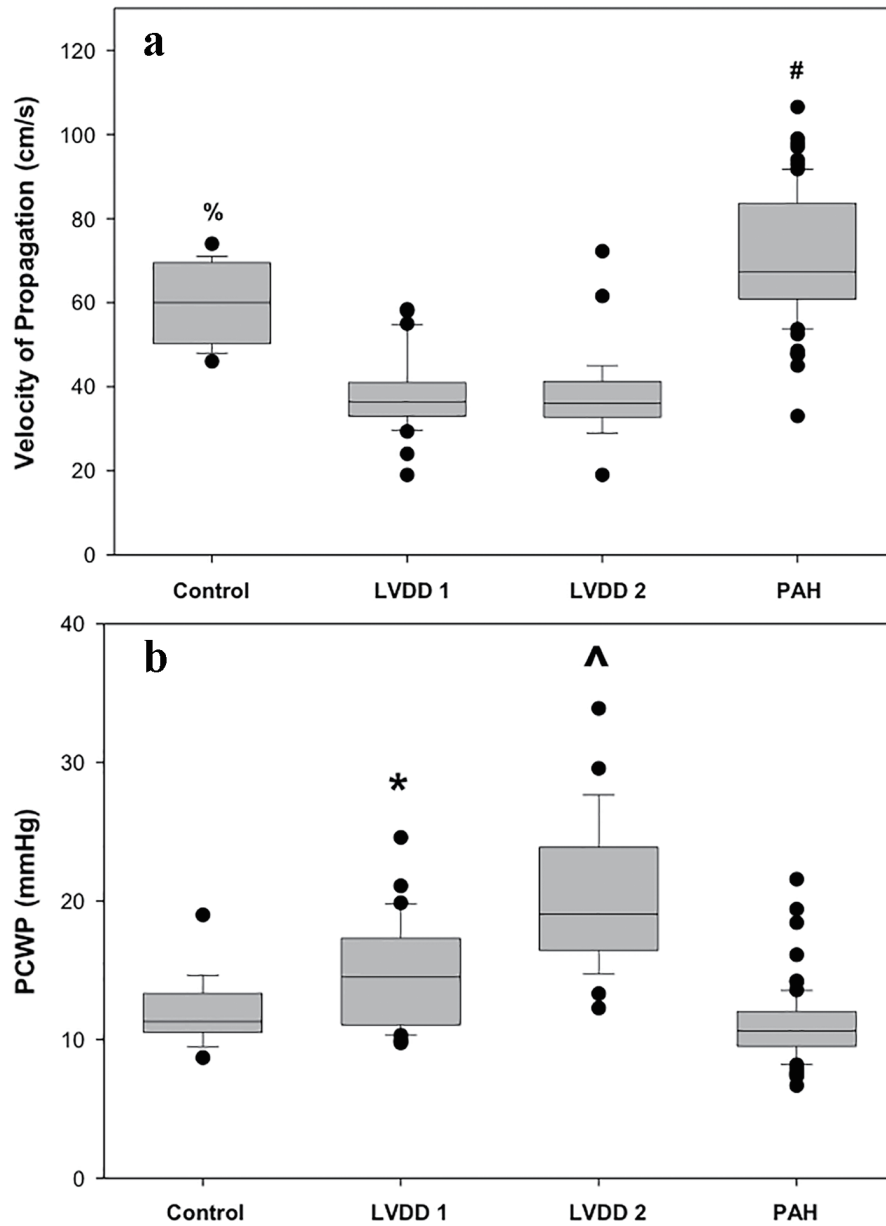 a
Velocity of Propagation (cm/s)
120
100
80
60
40
20
0
%
#
Control LVDD 1 LVDD 2 PAH
b
PCWP (mmHg)
40
30
20
10
0
*
^
Control LVDD 1 LVDD 2 PAH